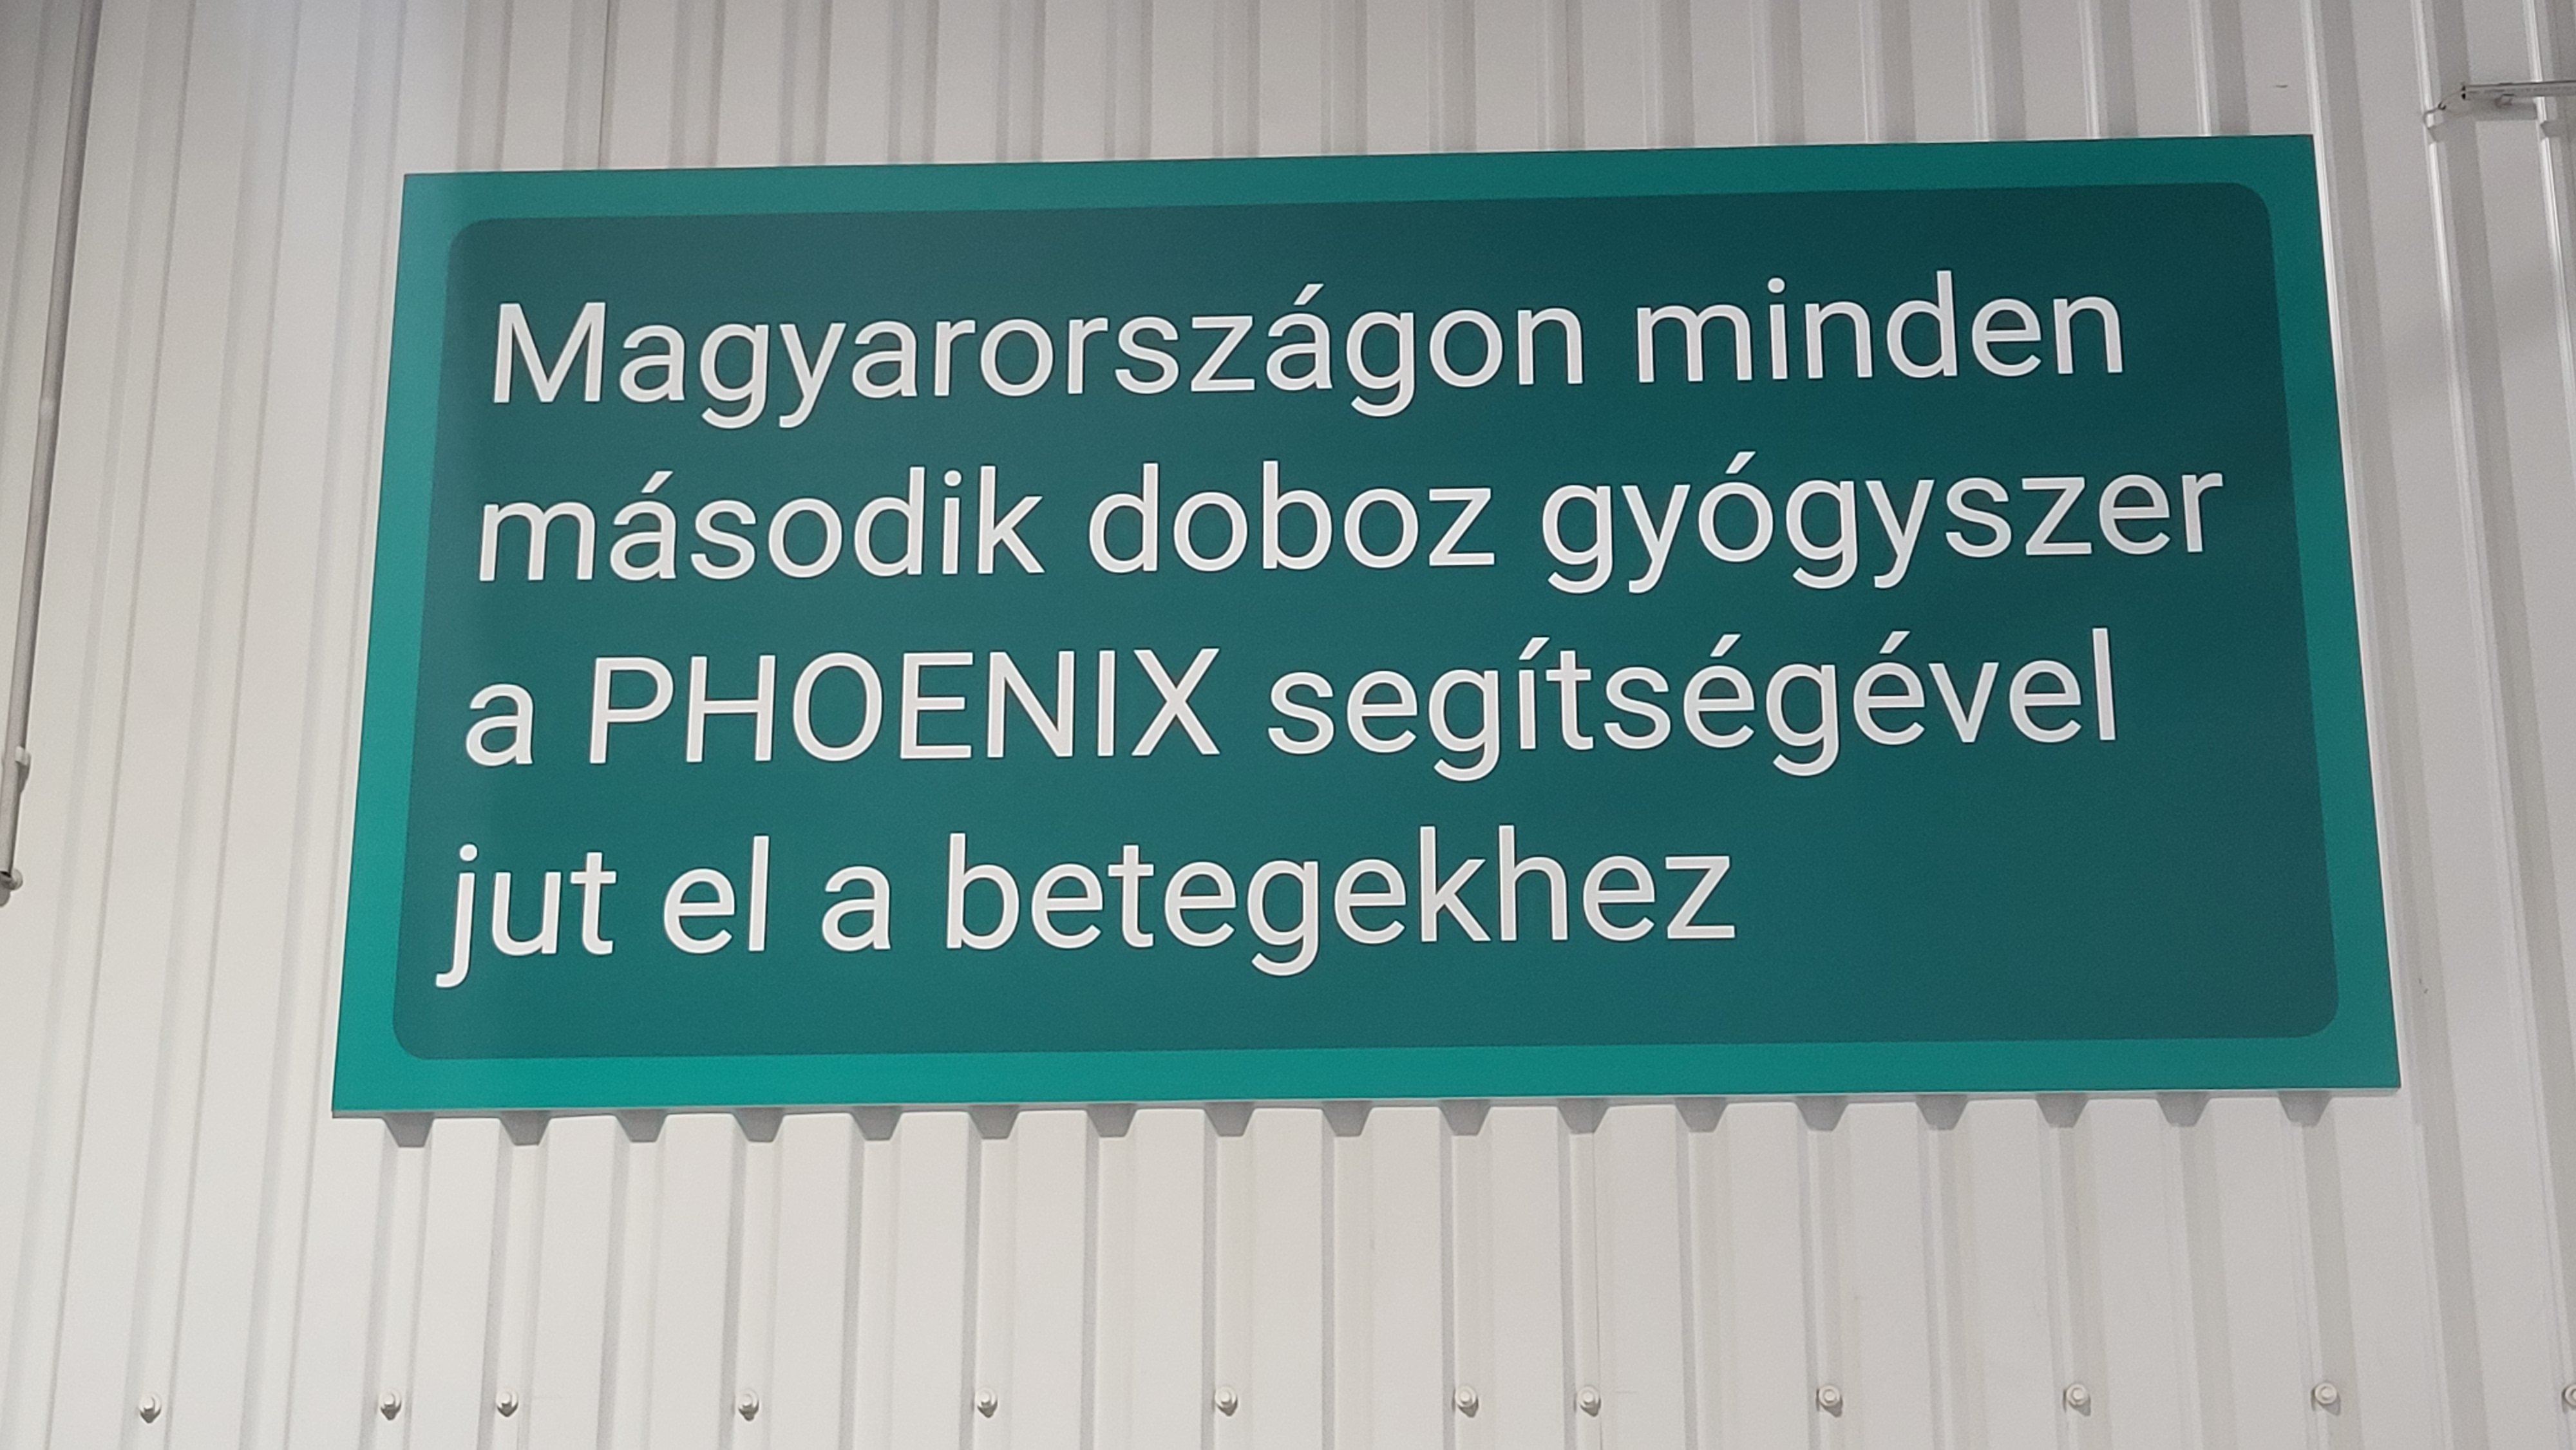 Magyarországon minden
második doboz gyógyszer
a PHOENIX segítségével
jut el a betegekhez